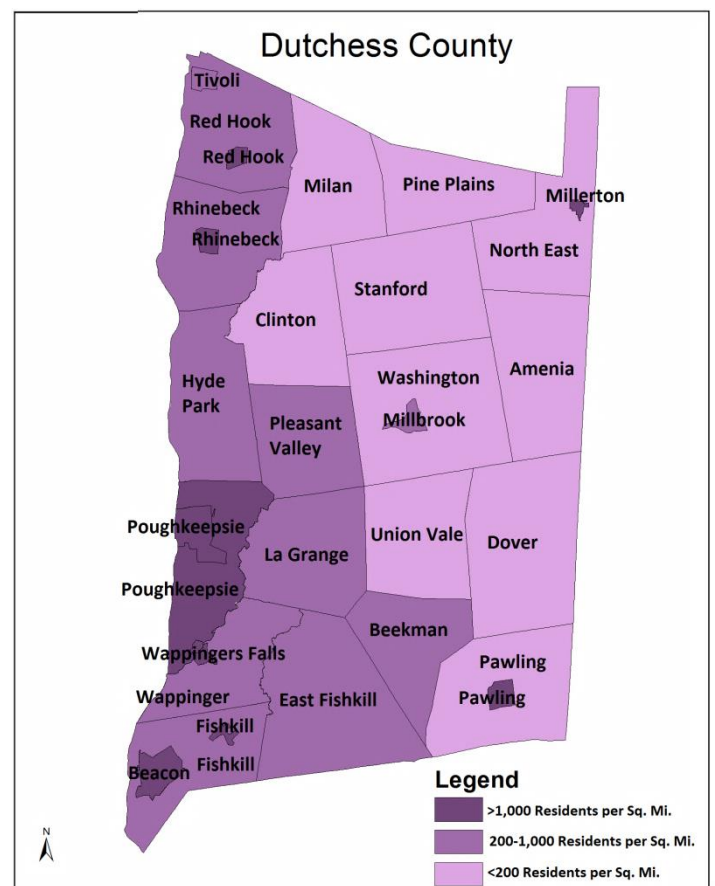 Dutchess County
Tivoli
Red Hook
Red Hook
Milan
Pine Plains
Millerton
Rhinebeck
Rhinebeck
North East
Stanford
Clinton
Amenia
Washington
Hyde
Park
Millbrook
Pleasant
Valley
Poughkeepsie
Union Vale
Dover
La Grange
Poughkeepsie
Beekman
Wappingers Falls
Pawling
Wappinger
East Fishkill
Pawling
Fishkill
Fishkill
Beacon
Legend
>1,000 Residents per Sq. Mi.
200-1,000 Residents per Sq. Mi.
<200 Residents per Sq. Mi.
N